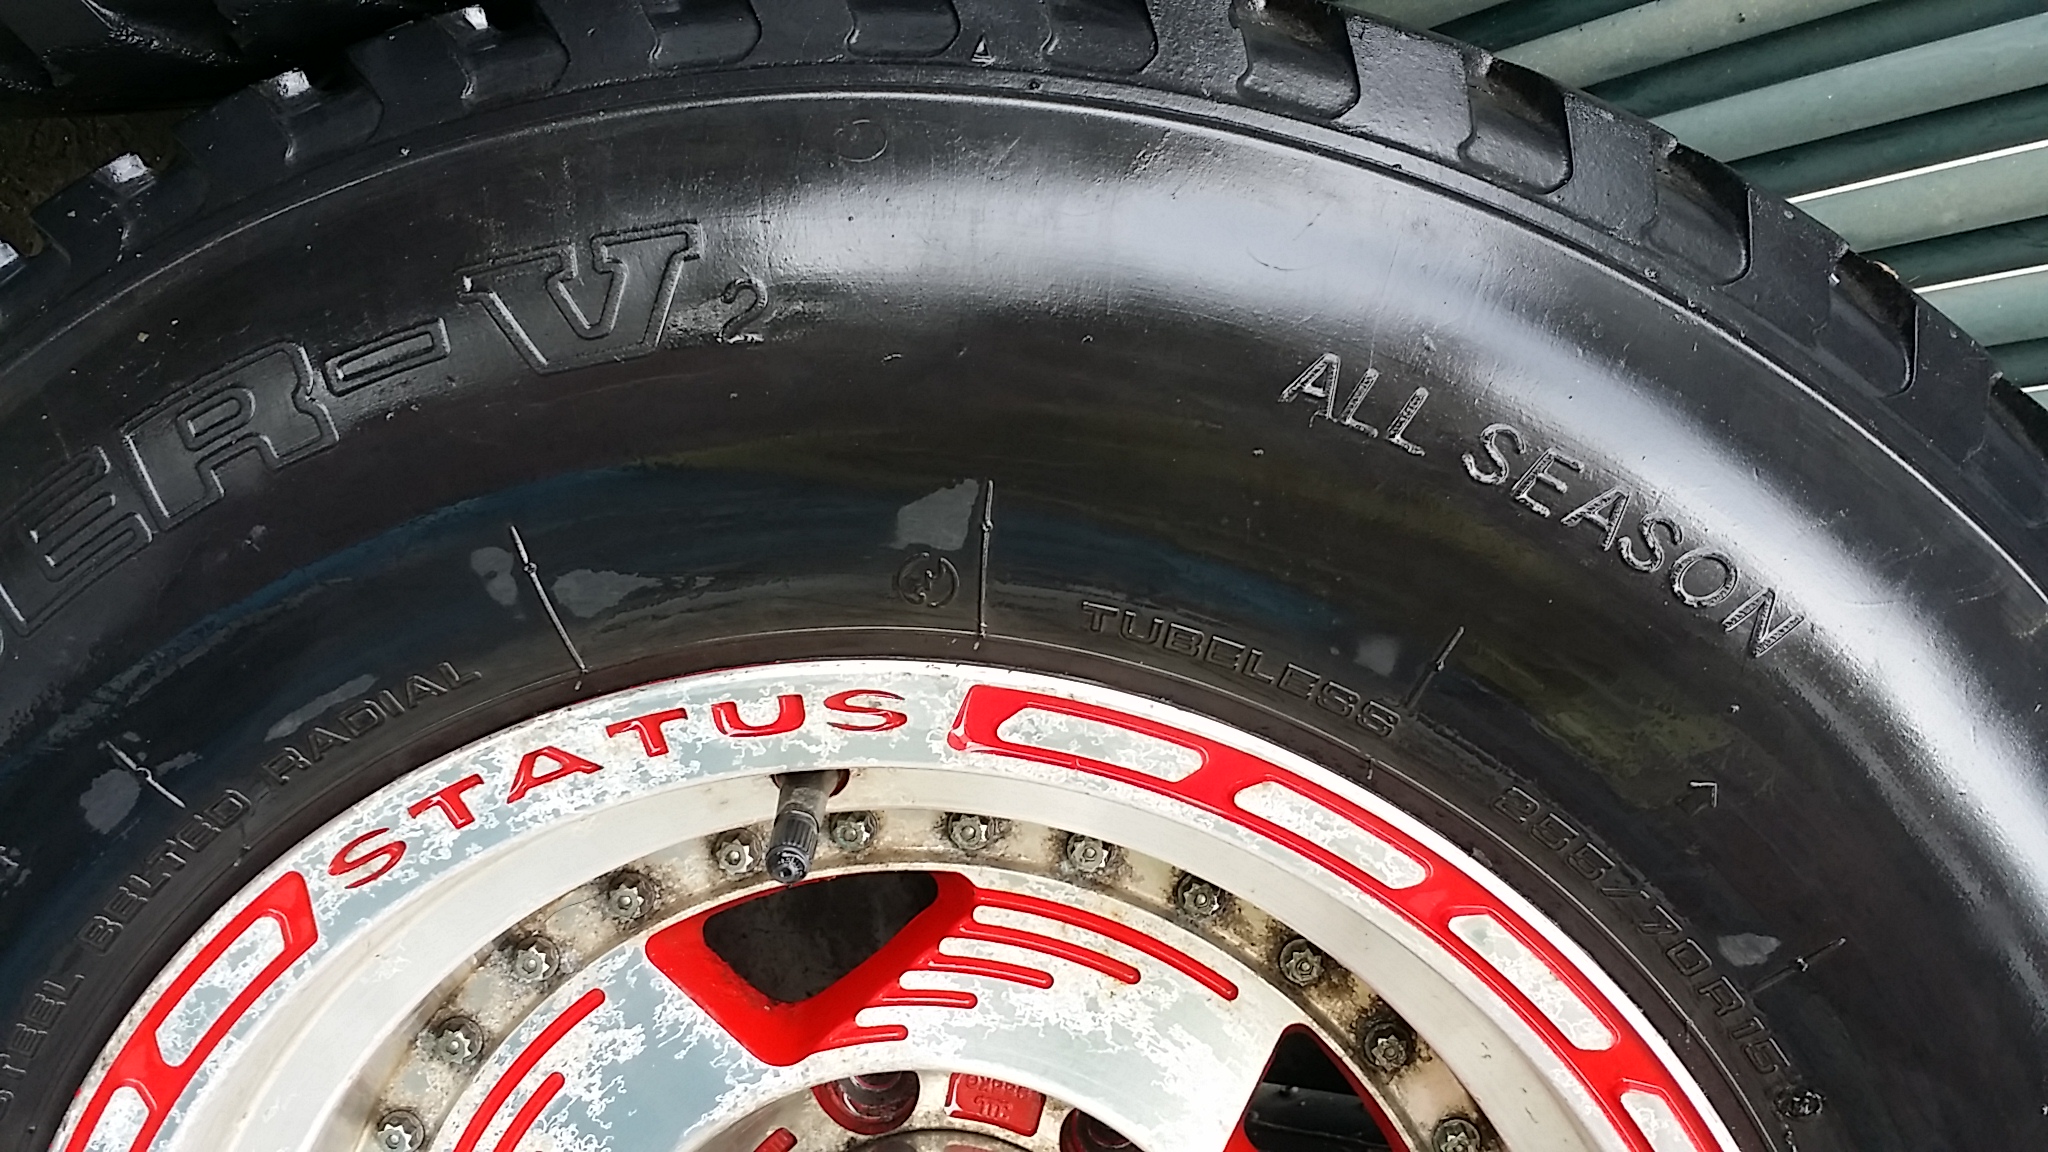 ER-V2
ALL SEASON
STEEL BELTED RADIAL
TUBELESS
255/70R15
STATUS